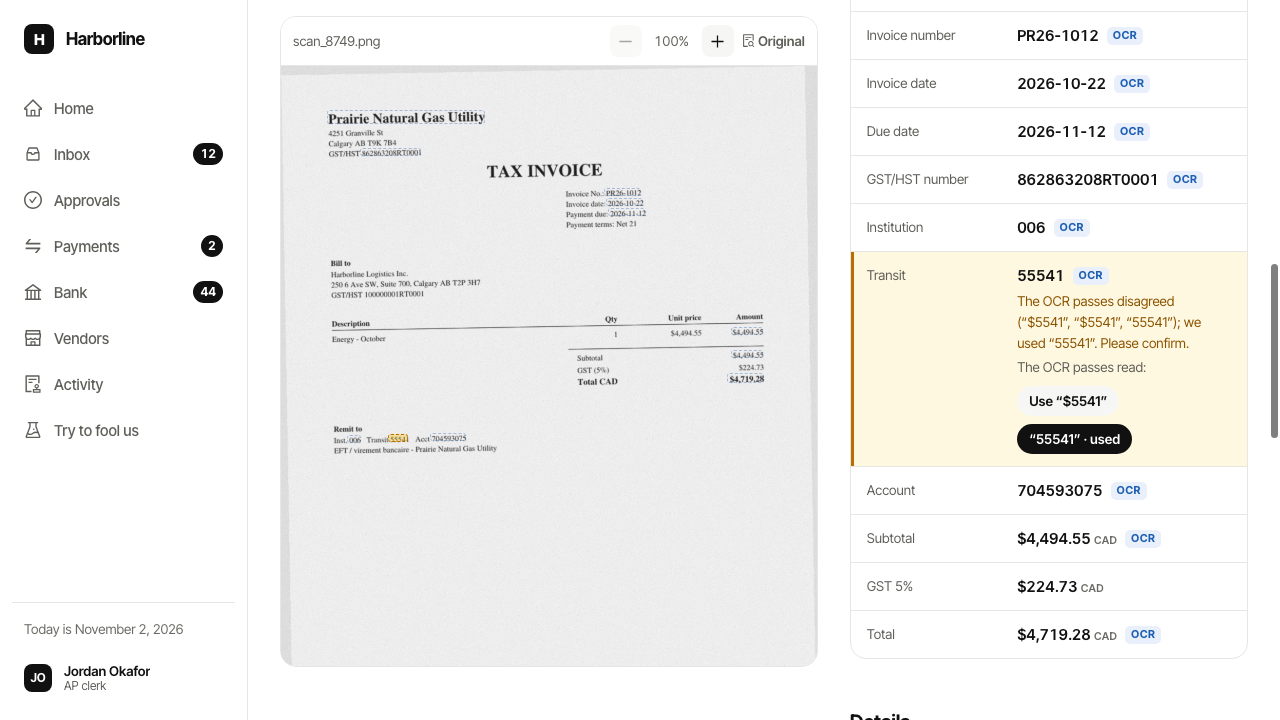 H Harborline
Home
Inbox 12
Approvals
Payments 2
Bank 44
Vendors
Activity
Try to fool us
Today is November 2, 2026
JO Jordan Okafor
AP clerk
scan_8749.png
100%
Original
Prairie Natural Gas Utility
4251 Granville St
Calgary AB T9K 7B4
GST/HST 862863208RT0001
TAX INVOICE
Invoice No.: PR26-1012
Invoice date: 2026-10-22
Payment due: 2026-11-12
Payment terms: Net 21
Bill to
Harborline Logistics Inc.
250 6 Ave SW, Suite 700, Calgary AB T2P 3H7
GST/HST 100000001RT0001
Description Qty Unit price Amount
Energy - October 1 $4,494.55 $4,494.55
Subtotal $4,494.55
GST (5%) $224.73
Total CAD $4,719.28
Remit to
Inst. 006 Transit 55541 Acct 704593075
EFT / virement bancaire - Prairie Natural Gas Utility
Invoice number PR26-1012 OCR
Invoice date 2026-10-22 OCR
Due date 2026-11-12 OCR
GST/HST number 862863208RT0001 OCR
Institution 006 OCR
Transit 55541 OCR
The OCR passes disagreed
(“$5541”, “$5541”, “55541”); we
used “55541”. Please confirm.
The OCR passes read:
Use “$5541”
“55541” · used
Account 704593075 OCR
Subtotal $4,494.55 CAD OCR
GST 5% $224.73 CAD
Total $4,719.28 CAD OCR
Details